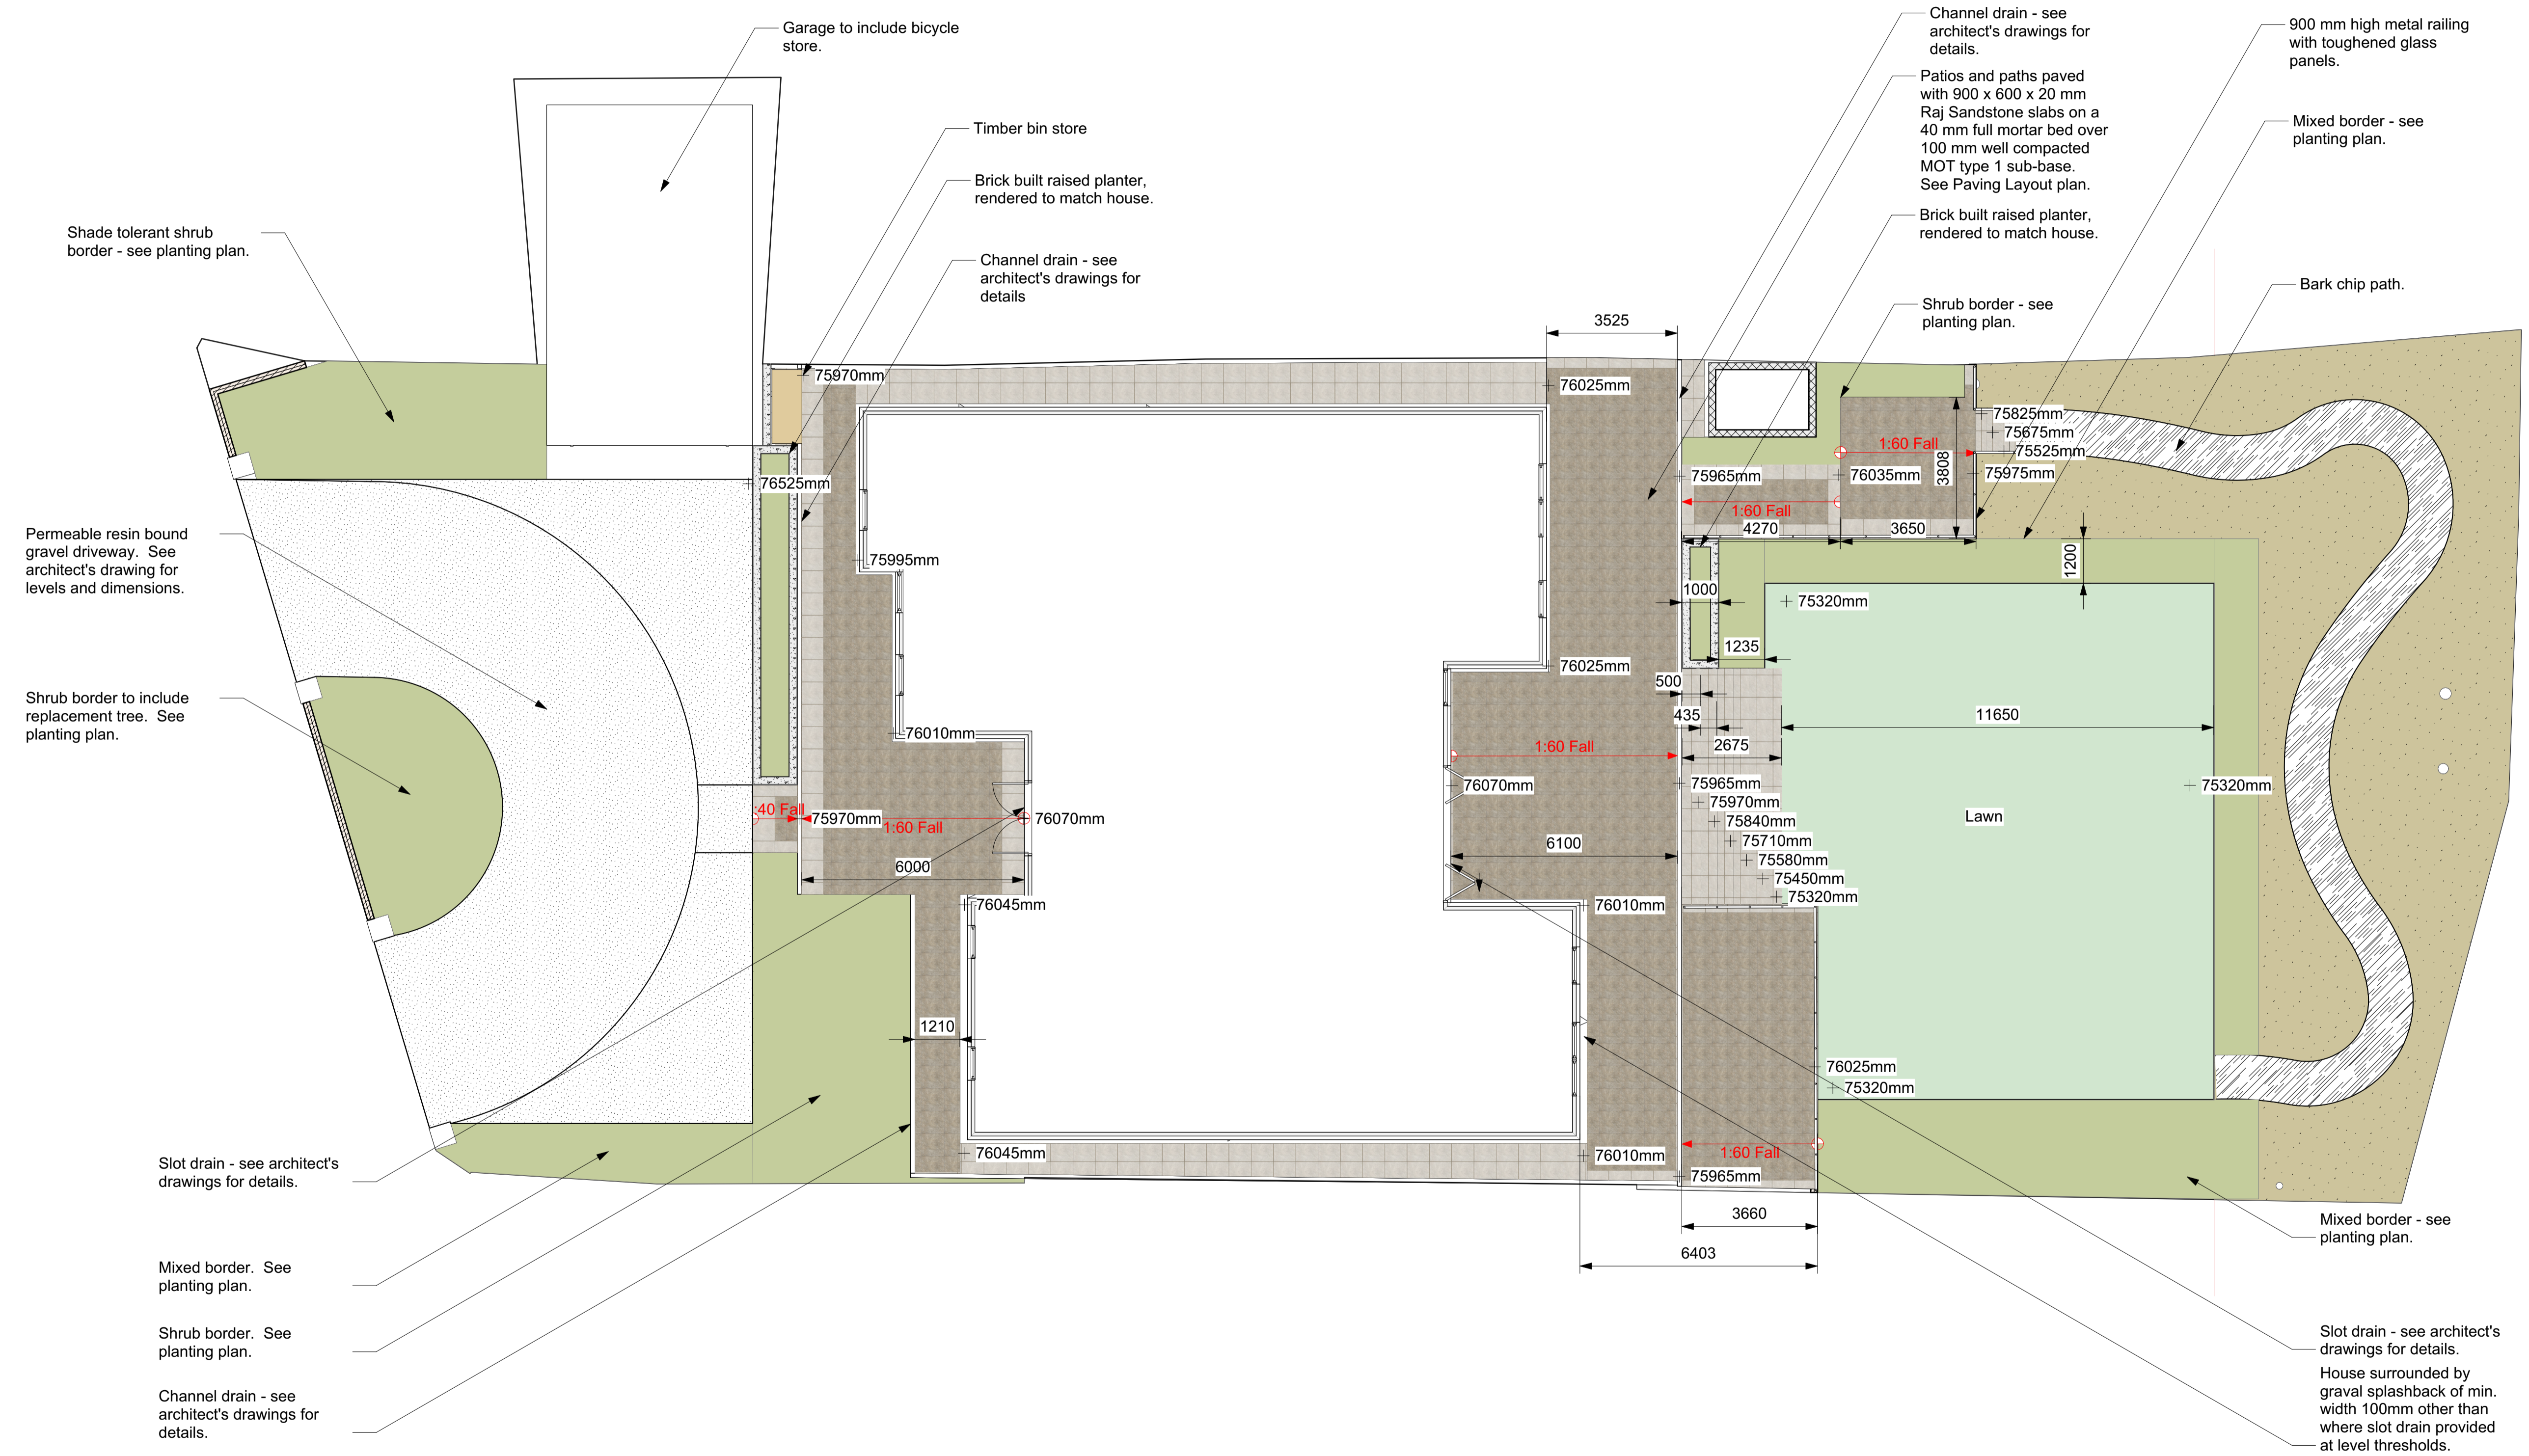 Garage to include bicycle
store.
Timber bin store
Brick built raised planter,
rendered to match house.
Channel drain - see
architect's drawings for
details
Shade tolerant shrub
border - see planting plan.
Permeable resin bound
gravel driveway.  See
architect's drawing for
levels and dimensions.
Shrub border to include
replacement tree.  See
planting plan.
Slot drain - see architect's
drawings for details.
Mixed border.  See
planting plan.
Shrub border.  See
planting plan.
Channel drain - see
architect's drawings for
details.
Channel drain - see
architect's drawings for
details.
Patios and paths paved
with 900 x 600 x 20 mm
Raj Sandstone slabs on a
40 mm full mortar bed over
100 mm well compacted
MOT type 1 sub-base.
See Paving Layout plan.
Brick built raised planter,
rendered to match house.
Shrub border - see
planting plan.
900 mm high metal railing
with toughened glass
panels.
Mixed border - see
planting plan.
Bark chip path.
3525
75970mm
76025mm
75825mm
75675mm
75525mm
75975mm
1:60 Fall
3808
76525mm
75965mm
76035mm
1:60 Fall
4270
3650
75995mm
1200
1000
75320mm
1235
76025mm
500
435
11650
76010mm
1:60 Fall
2675
76070mm
75965mm
75320mm
75970mm
:40 Fall
75970mm
1:60 Fall
76070mm
75840mm
Lawn
75710mm
6100
75580mm
6000
75450mm
75320mm
76045mm
76010mm
1210
76025mm
75320mm
76045mm
76010mm
1:60 Fall
75965mm
3660
6403
Mixed border - see
planting plan.
Slot drain - see architect's
drawings for details.
House surrounded by
graval splashback of min.
width 100mm other than
where slot drain provided
at level thresholds.